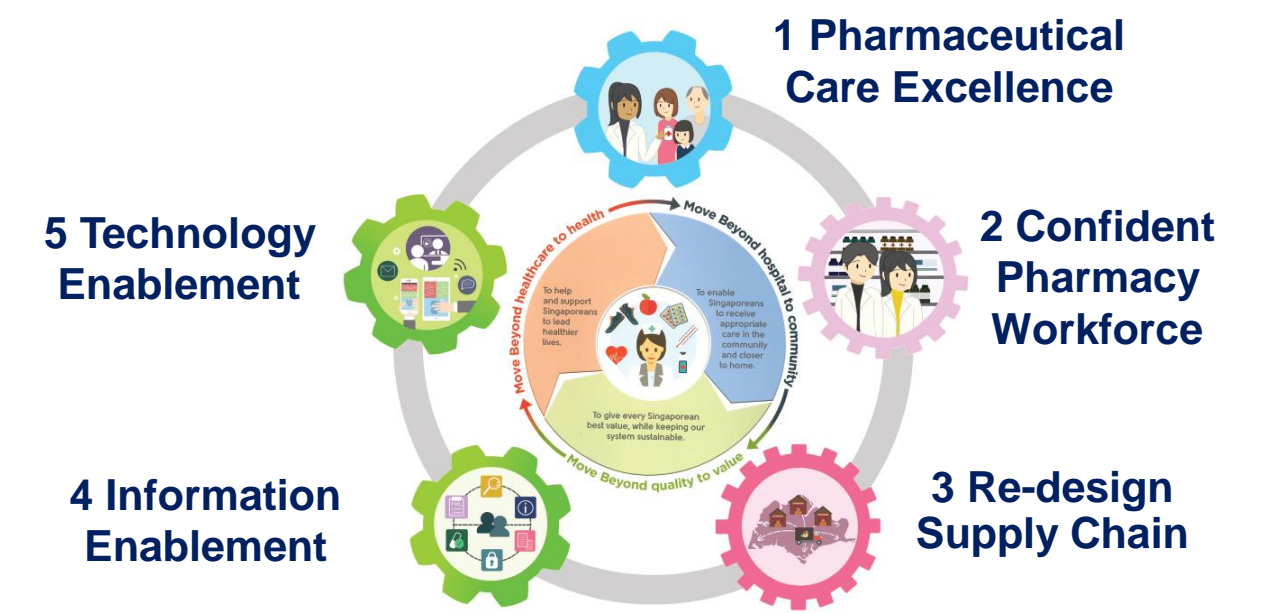 1 Pharmaceutical
Care Excellence
2 Confident
Pharmacy
Workforce
3 Re-design
Supply Chain
4 Information
Enablement
5 Technology
Enablement
Move Beyond healthcare to health
To help
and support
Singaporeans
to lead
healthier
lives.
Move Beyond hospital to community
To enable
Singaporeans
to receive
appropriate
care in the
community
and closer
to home.
Move Beyond quality to value
To give every Singaporean
best value, while keeping our
system sustainable.